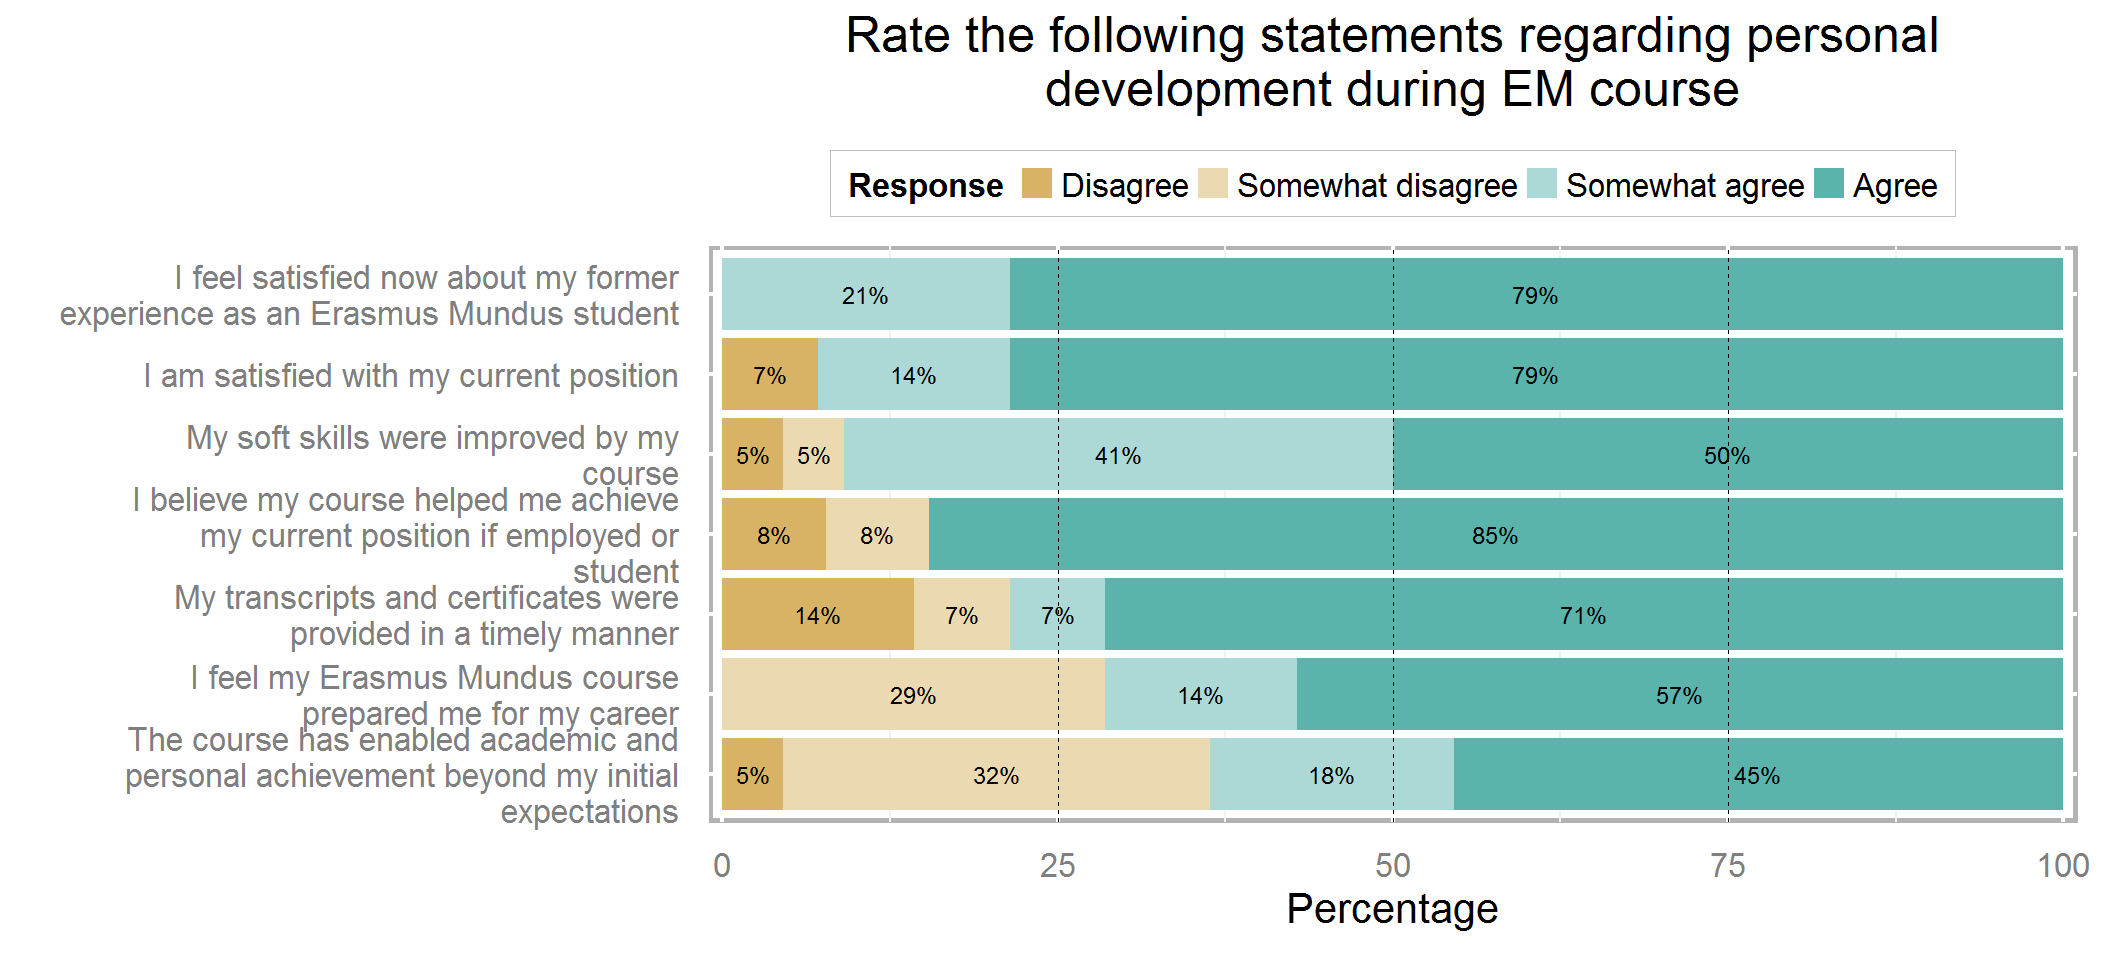 Rate the following statements regarding personal
development during EM course
Response Disagree Somewhat disagree Somewhat agree Agree
I feel satisfied now about my former
experience as an Erasmus Mundus student
21% 79%
I am satisfied with my current position
7% 14% 79%
My soft skills were improved by my
course
5% 5% 41% 50%
I believe my course helped me achieve
my current position if employed or
student
8% 8% 85%
My transcripts and certificates were
provided in a timely manner
14% 7% 7% 71%
I feel my Erasmus Mundus course
prepared me for my career
29% 14% 57%
The course has enabled academic and
personal achievement beyond my initial
expectations
5% 32% 18% 45%
0 25 50 75 100
Percentage